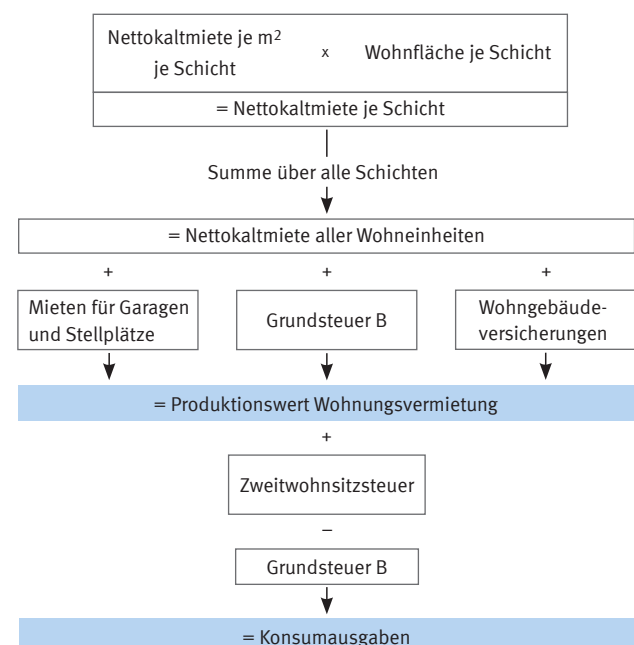 Nettokaltmiete je m²
je Schicht
x
Wohnfläche je Schicht
= Nettokaltmiete je Schicht
Summe über alle Schichten
= Nettokaltmiete aller Wohneinheiten
+
+
+
Mieten für Garagen
und Stellplätze
Grundsteuer B
Wohngebäude-
versicherungen
= Produktionswert Wohnungsvermietung
+
Zweitwohnsitzsteuer
–
Grundsteuer B
= Konsumausgaben